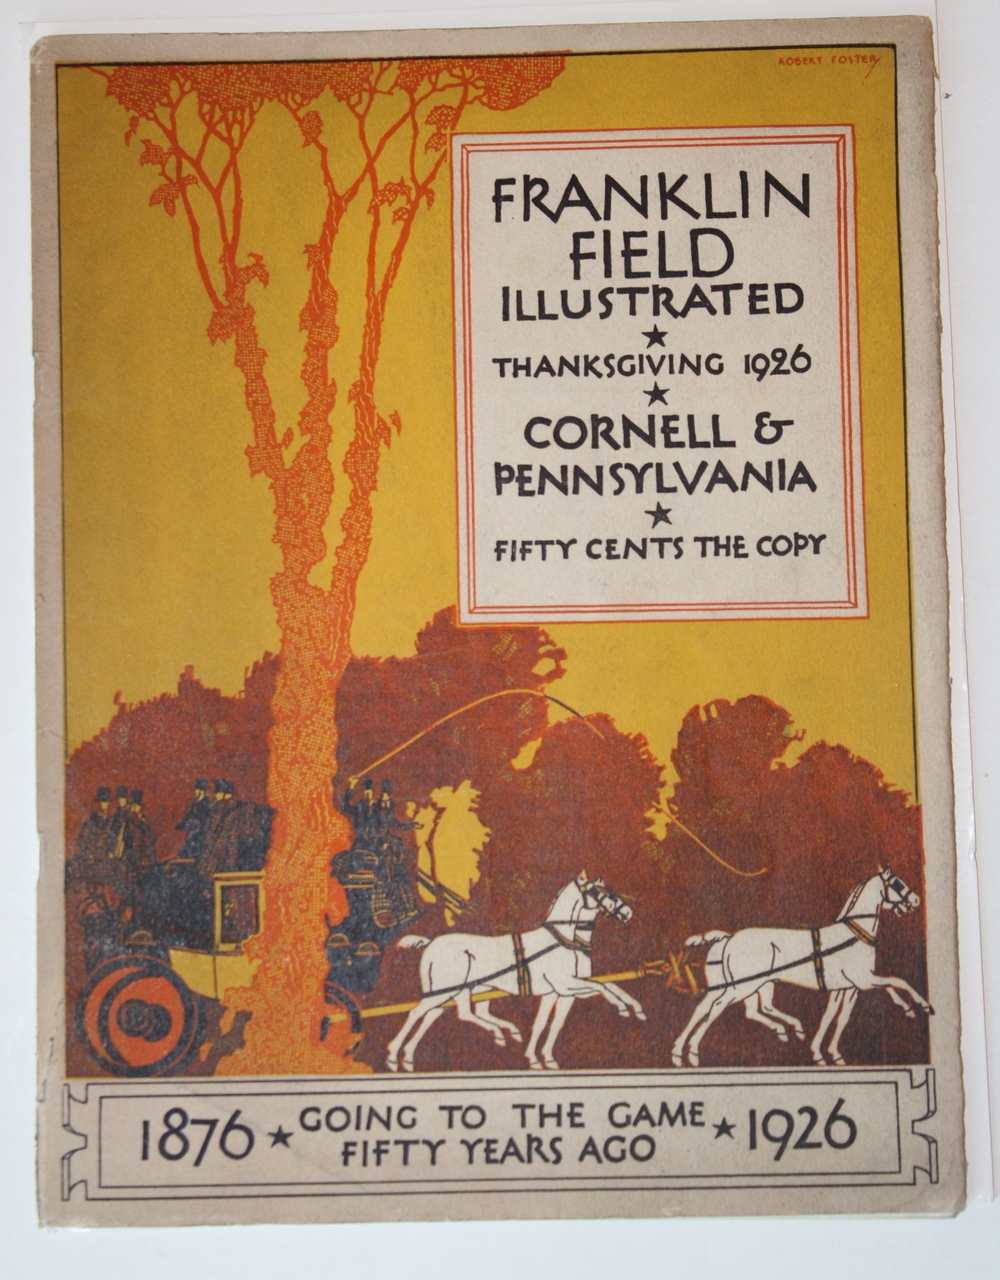 ROBERT FOSTER
FRANKLIN
FIELD
ILLUSTRATED
THANKSGIVING 1926
CORNELL &
PENNSYLVANIA
FIFTY CENTS THE COPY
1876 ★ GOING TO THE GAME ★ 1926
FIFTY YEARS AGO